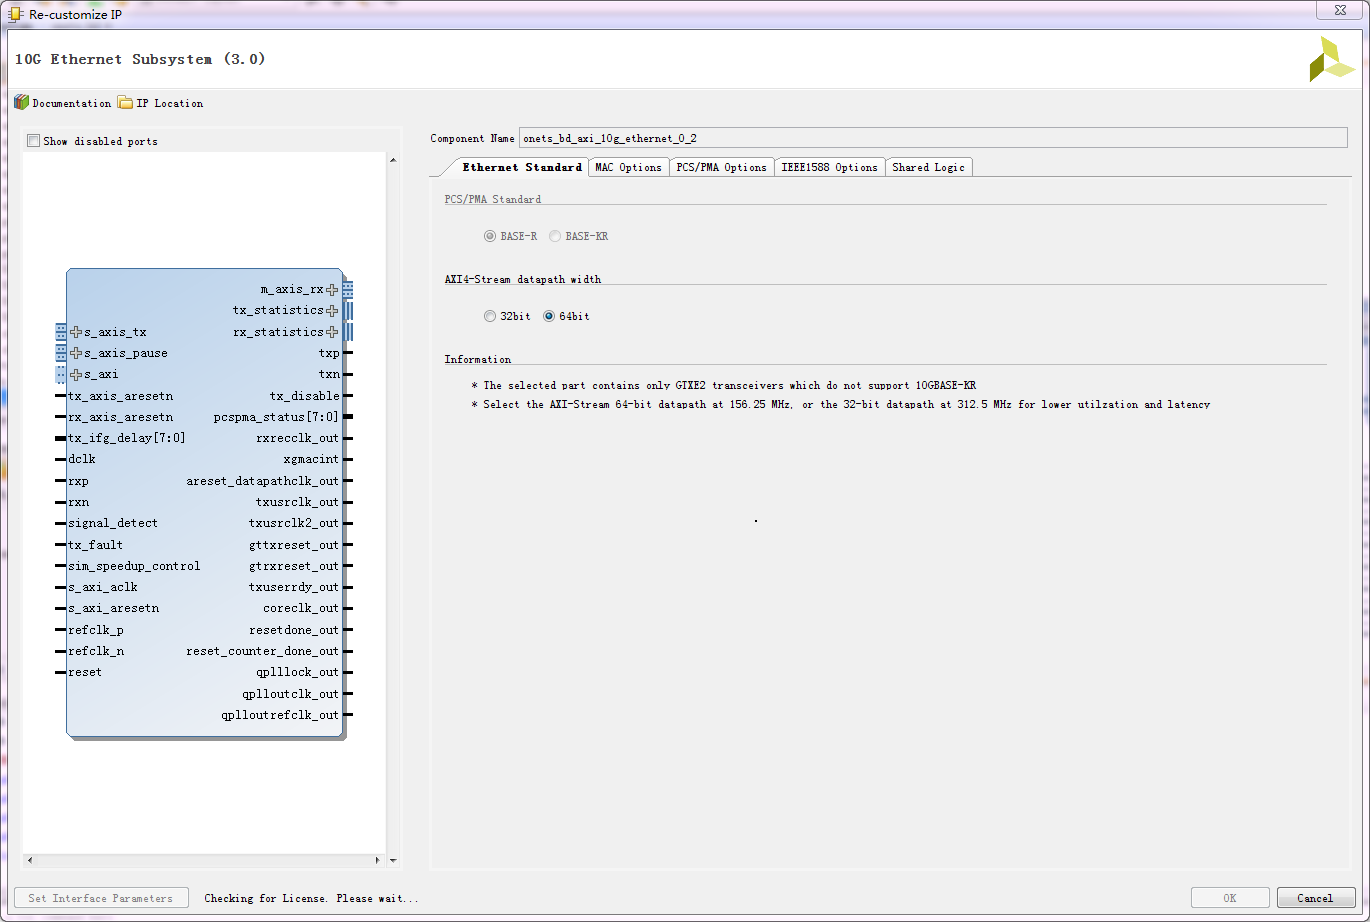 Re-customize IP
10G Ethernet Subsystem (3.0)
Documentation IP Location
Show disabled ports
m_axis_rx
tx_statistics
s_axis_tx rx_statistics
s_axis_pause txp
s_axi txn
tx_axis_aresetn tx_disable
rx_axis_aresetn pcspma_status[7:0]
tx_ifg_delay[7:0] rxrecclk_out
dclk xgmacint
rxp areset_datapathclk_out
rxn txusrclk_out
signal_detect txusrclk2_out
tx_fault gttxreset_out
sim_speedup_control gtrxreset_out
s_axi_aclk txuserrdy_out
s_axi_aresetn coreclk_out
refclk_p resetdone_out
refclk_n reset_counter_done_out
reset qplllock_out
qplloutclk_out
qplloutrefclk_out
Component Name onets_bd_axi_10g_ethernet_0_2
Ethernet Standard MAC Options PCS/PMA Options IEEE1588 Options Shared Logic
PCS/PMA Standard
BASE-R BASE-KR
AXI4-Stream datapath width
32bit 64bit
Information
* The selected part contains only GTXE2 transceivers which do not support 10GBASE-KR
* Select the AXI-Stream 64-bit datapath at 156.25 MHz, or the 32-bit datapath at 312.5 MHz for lower utilzation and latency
Set Interface Parameters Checking for License. Please wait... OK Cancel